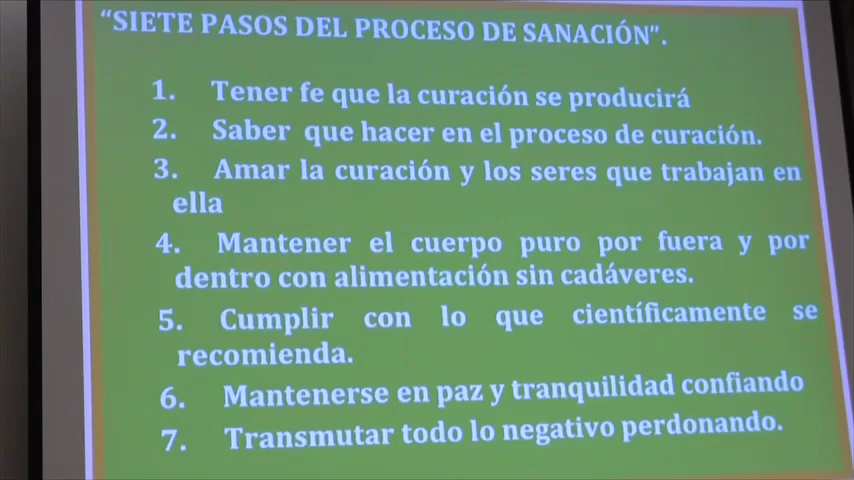 “SIETE PASOS DEL PROCESO DE SANACIÓN”.
1. Tener fe que la curación se producirá
2. Saber que hacer en el proceso de curación.
3. Amar la curación y los seres que trabajan en
ella
4. Mantener el cuerpo puro por fuera y por
dentro con alimentación sin cadáveres.
5. Cumplir con lo que científicamente se
recomienda.
6. Mantenerse en paz y tranquilidad confiando
7. Transmutar todo lo negativo perdonando.